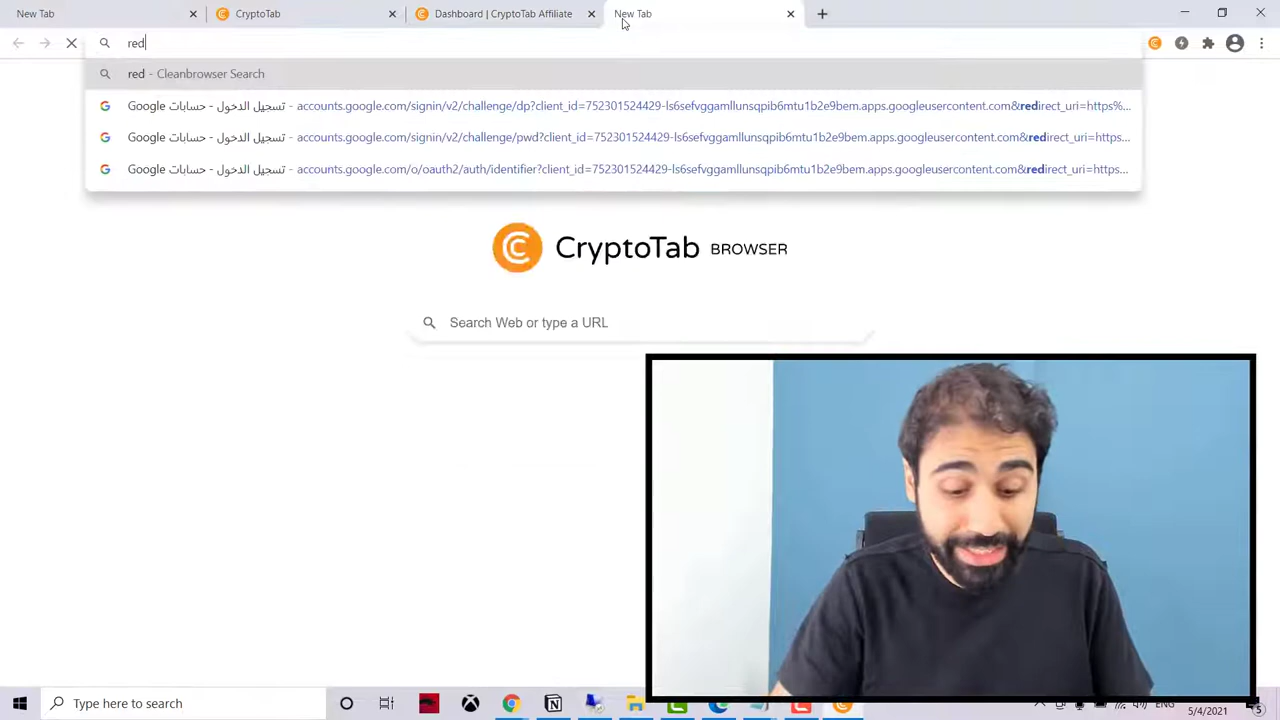 New Tab
CryptoTab
Dashboard | CryptoTab Affiliate
New Tab
red
red - Cleanbrowser Search
تسجيل الدخول - حسابات Google - accounts.google.com/signin/v2/challenge/dp?client_id=752301524429-ls6sefvggamllunsqpib6mtu1b2e9bem.apps.googleusercontent.com&redirect_uri=https%...
تسجيل الدخول - حسابات Google - accounts.google.com/signin/v2/challenge/pwd?client_id=752301524429-ls6sefvggamllunsqpib6mtu1b2e9bem.apps.googleusercontent.com&redirect_uri=https...
تسجيل الدخول - حسابات Google - accounts.google.com/o/oauth2/auth/identifier?client_id=752301524429-ls6sefvggamllunsqpib6mtu1b2e9bem.apps.googleusercontent.com&redirect_uri=https...
CryptoTab BROWSER
Search Web or type a URL
Type here to search
ENG
5/4/2021
5